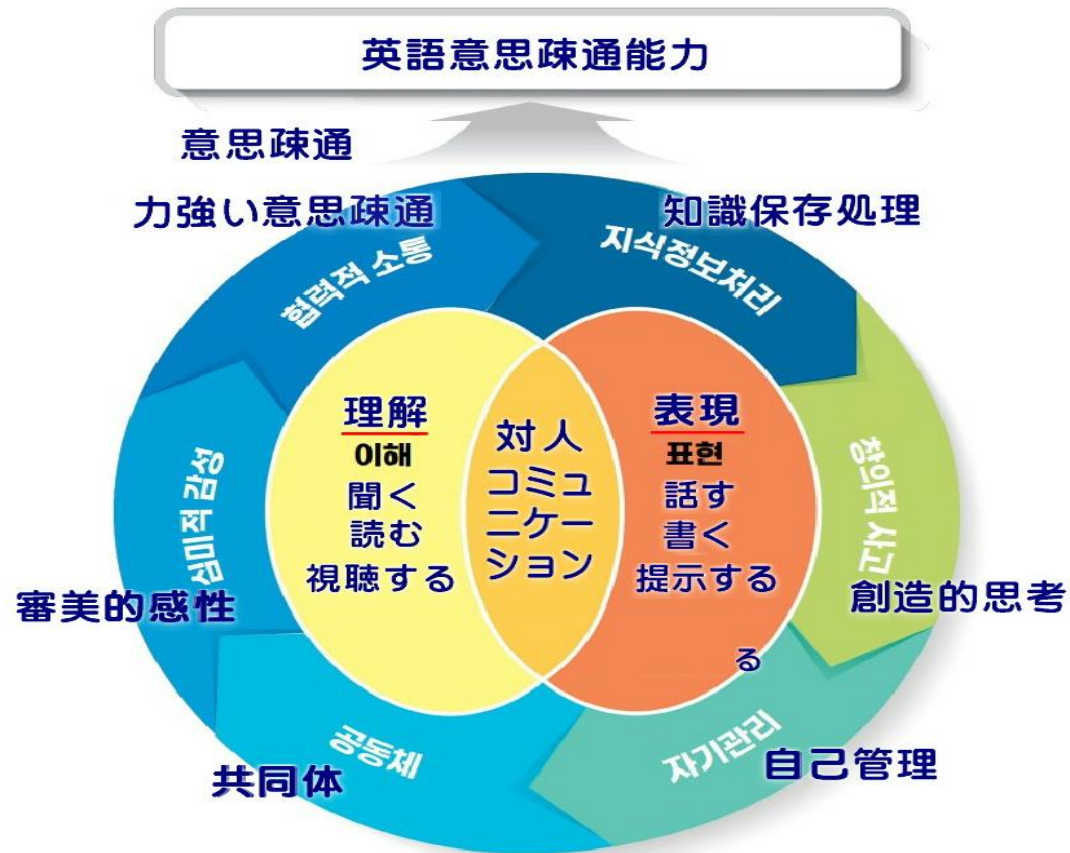 英語意思疎通能力
意思疎通
力強い意思疎通
知識保存処理
협력적 소통
지식정보처리
理解
이해
聞く
読む
視聴する
対人
コミュ
ニケー
ション
表現
표현
話す
書く
提示する
る
심미적 감성
審美的感性
창의적 사고
創造的思考
공동체
共同体
자기관리
自己管理